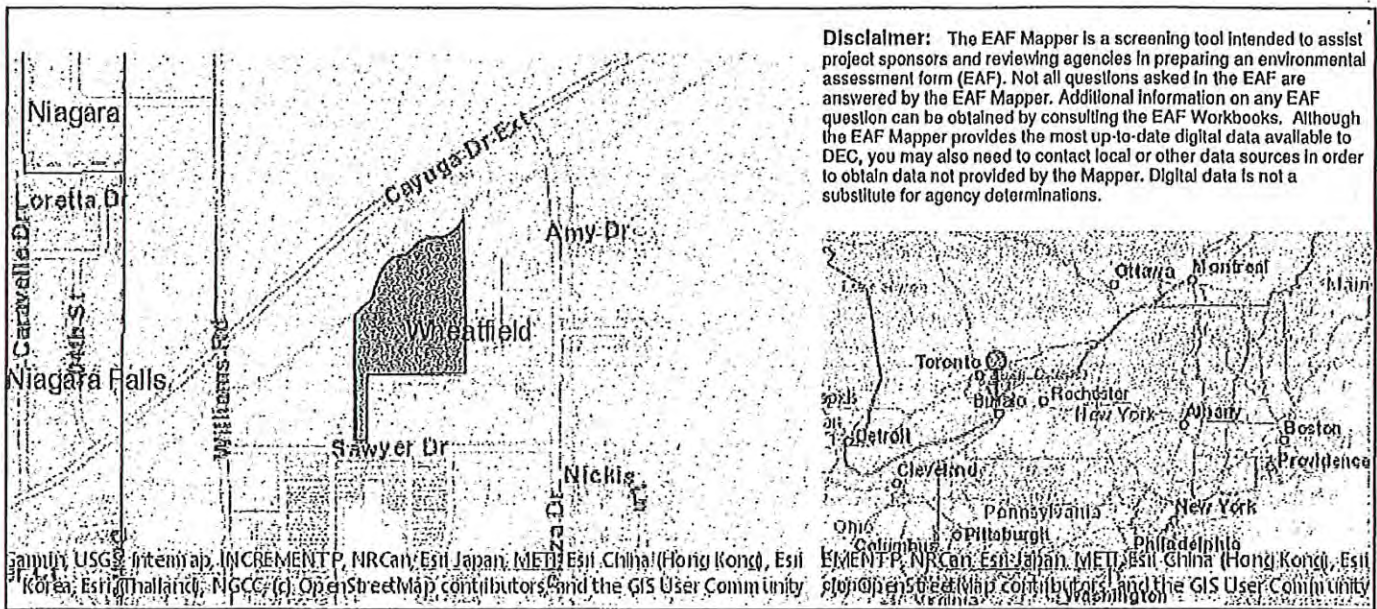 Disclaimer: The EAF Mapper is a screening tool intended to assist
project sponsors and reviewing agencies in preparing an environmental
assessment form (EAF). Not all questions asked in the EAF are
answered by the EAF Mapper. Additional information on any EAF
question can be obtained by consulting the EAF Workbooks. Although
the EAF Mapper provides the most up-to-date digital data available to
DEC, you may also need to contact local or other data sources in order
to obtain data not provided by the Mapper. Digital data is not a
substitute for agency determinations.
Niagara
Loretta Dr
Caravelle Dr
Cayuga Dr Ext
Amy Dr
Wheatfield
Niagara Falls
Williams Rd
Sawyer Dr
Nickis
USGS, Intermap, INCREMENT P, NRCan, Esri Japan, METI, Esri China (Hong Kong), Esri
Korea, Esri (Thailand), NGCC, (c) OpenStreetMap contributors, and the GIS User Community
Ottawa
Montreal
Toronto
Buffalo
Rochester
New York
Albany
Boston
Detroit
Providence
Cleveland
Pennsylvania
New York
Ohio
Columbus
Pittsburgh
Philadelphia
NRCan, Esri Japan, METI, Esri China (Hong Kong), Esri
OpenStreetMap contributors, and the GIS User Community
Washington